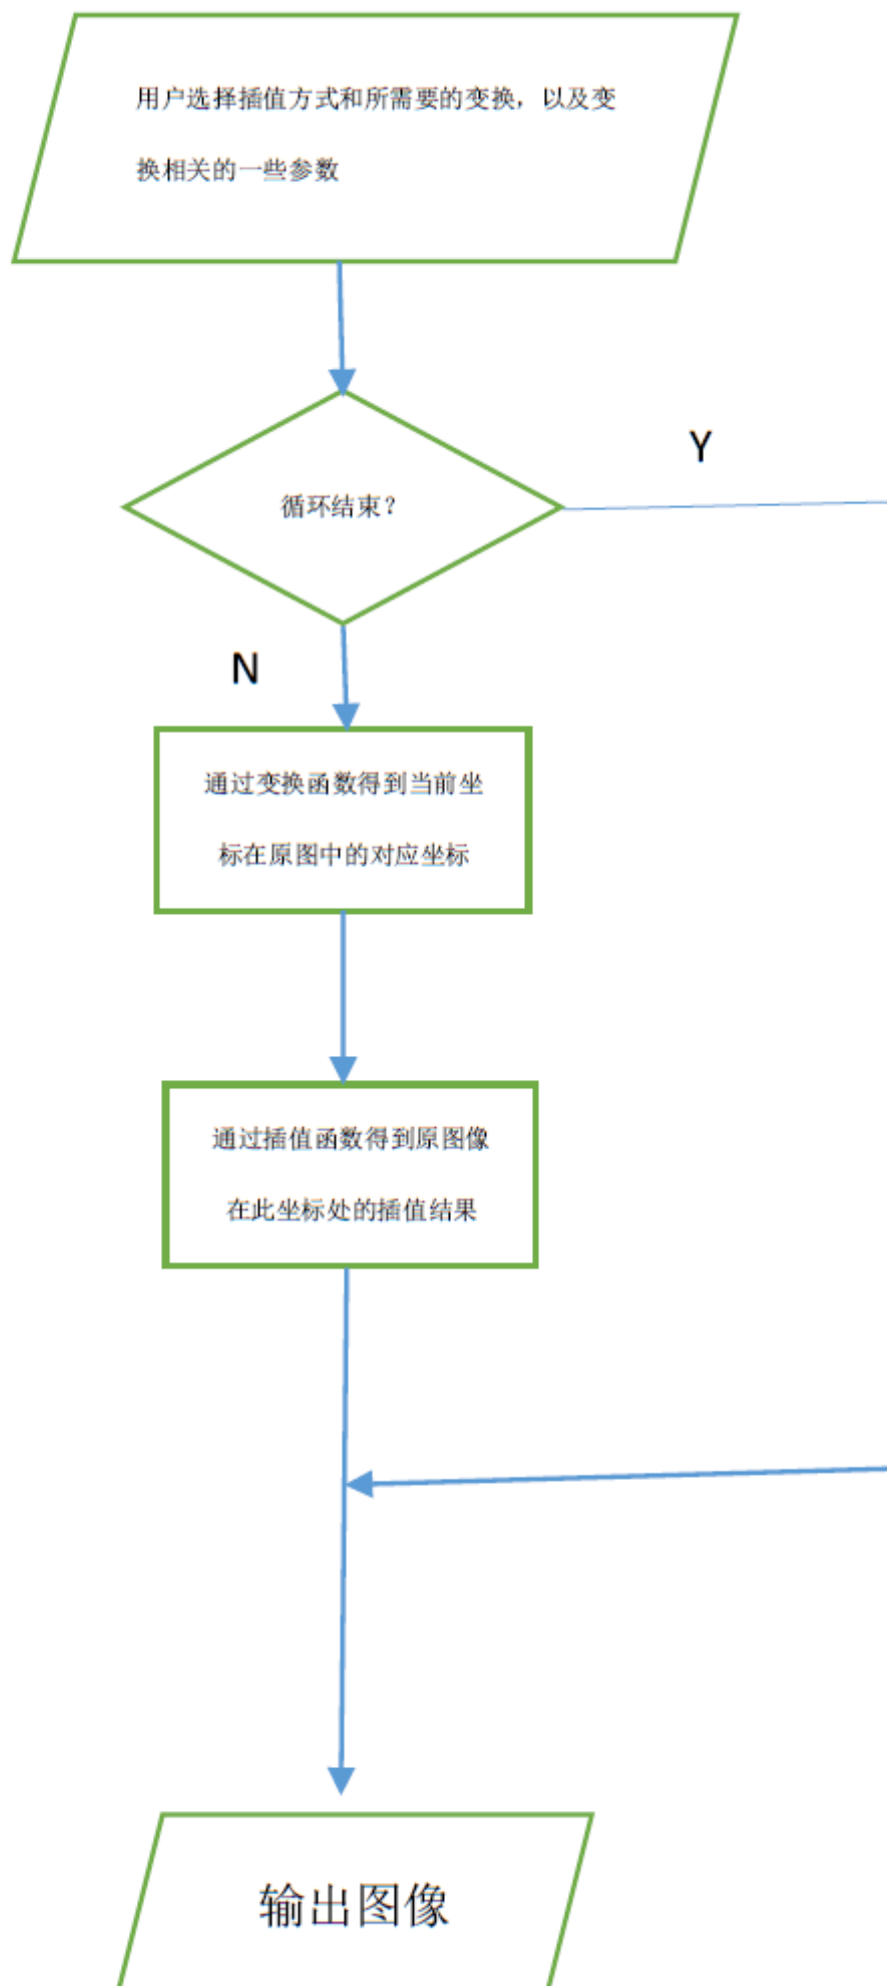 用户选择插值方式和所需要的变换，以及变
换相关的一些参数
Y
循环结束？
N
通过变换函数得到当前坐
标在原图中的对应坐标
通过插值函数得到原图像
在此坐标处的插值结果
输出图像